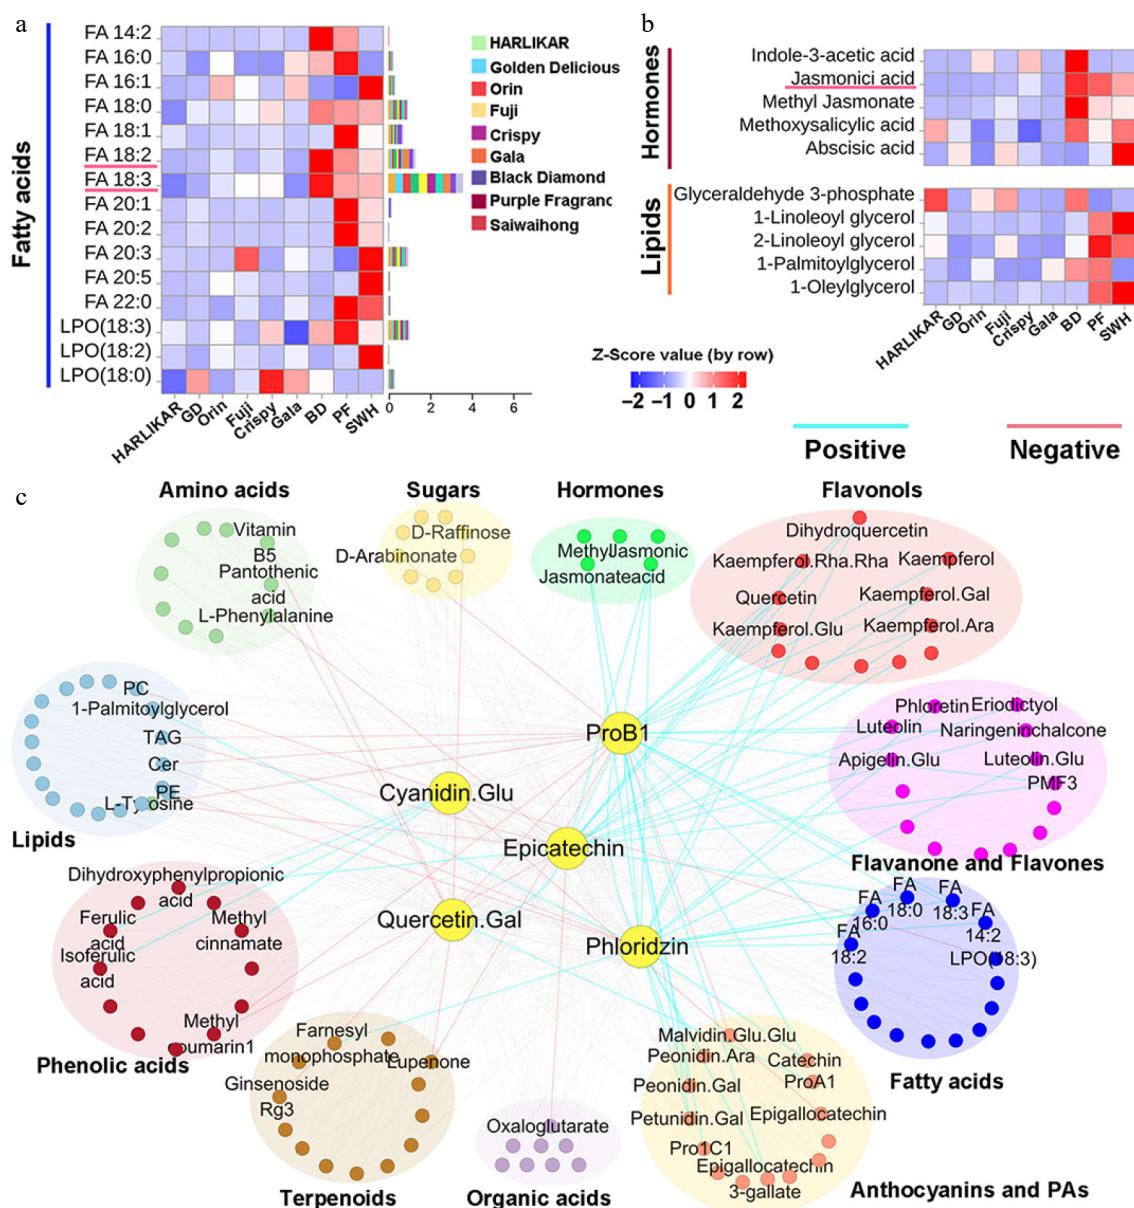 a
Fatty acids
FA 14:2
FA 16:0
FA 16:1
FA 18:0
FA 18:1
FA 18:2
FA 18:3
FA 20:1
FA 20:2
FA 20:3
FA 20:5
FA 22:0
LPO(18:3)
LPO(18:2)
LPO(18:0)
HARLIKAR
GD
Orin
Fuji
Crispy
Gala
BD
PF
SWH
0 2 4 6
HARLIKAR
Golden Delicious
Orin
Fuji
Crispy
Gala
Black Diamond
Purple Fragranc
Saiwaihong
b
Hormones
Indole-3-acetic acid
Jasmonici acid
Methyl Jasmonate
Methoxysalicylic acid
Abscisic acid
Lipids
Glyceraldehyde 3-phosphate
1-Linoleoyl glycerol
2-Linoleoyl glycerol
1-Palmitoylglycerol
1-Oleylglycerol
HARLIKAR
GD
Orin
Fuji
Crispy
Gala
BD
PF
SWH
Z-Score value (by row)
−2 −1 0 1 2
Positive
Negative
c
Amino acids
Vitamin
B5
Pantothenic
acid
L-Phenylalanine
Sugars
D-Raffinose
D-Arabinonate
Hormones
Methyl
Jasmonic
Jasmonate
acid
Flavonols
Dihydroquercetin
Kaempferol.Rha.Rha
Kaempferol
Quercetin
Kaempferol.Gal
Kaempferol.Glu
Kaempferol.Ara
PC
1-Palmitoylglycerol
TAG
Cer
PE
L-Tyrosine
Lipids
ProB1
Cyanidin.Glu
Epicatechin
Quercetin.Gal
Phloridzin
Phloretin
Eriodictyol
Luteolin
Naringeninchalcone
Apigelin.Glu
Luteolin.Glu
PMF3
Flavanone and Flavones
Dihydroxyphenylpropionic
acid
Ferulic
acid
Methyl
cinnamate
Isoferulic
acid
Methyl
coumarin1
Phenolic acids
FA
18:2
FA
16:0
FA
18:0
FA
18:3
FA
14:2
LPO(18:3)
Fatty acids
Farnesyl
monophosphate
Lupenone
Ginsenoside
Rg3
Terpenoids
Oxaloglutarate
Organic acids
Malvidin.Glu.Glu
Peonidin.Ara
Catechin
ProA1
Peonidin.Gal
Petunidin.Gal
Epigallocatechin
Pro1C1
Epigallocatechin
3-gallate
Anthocyanins and PAs